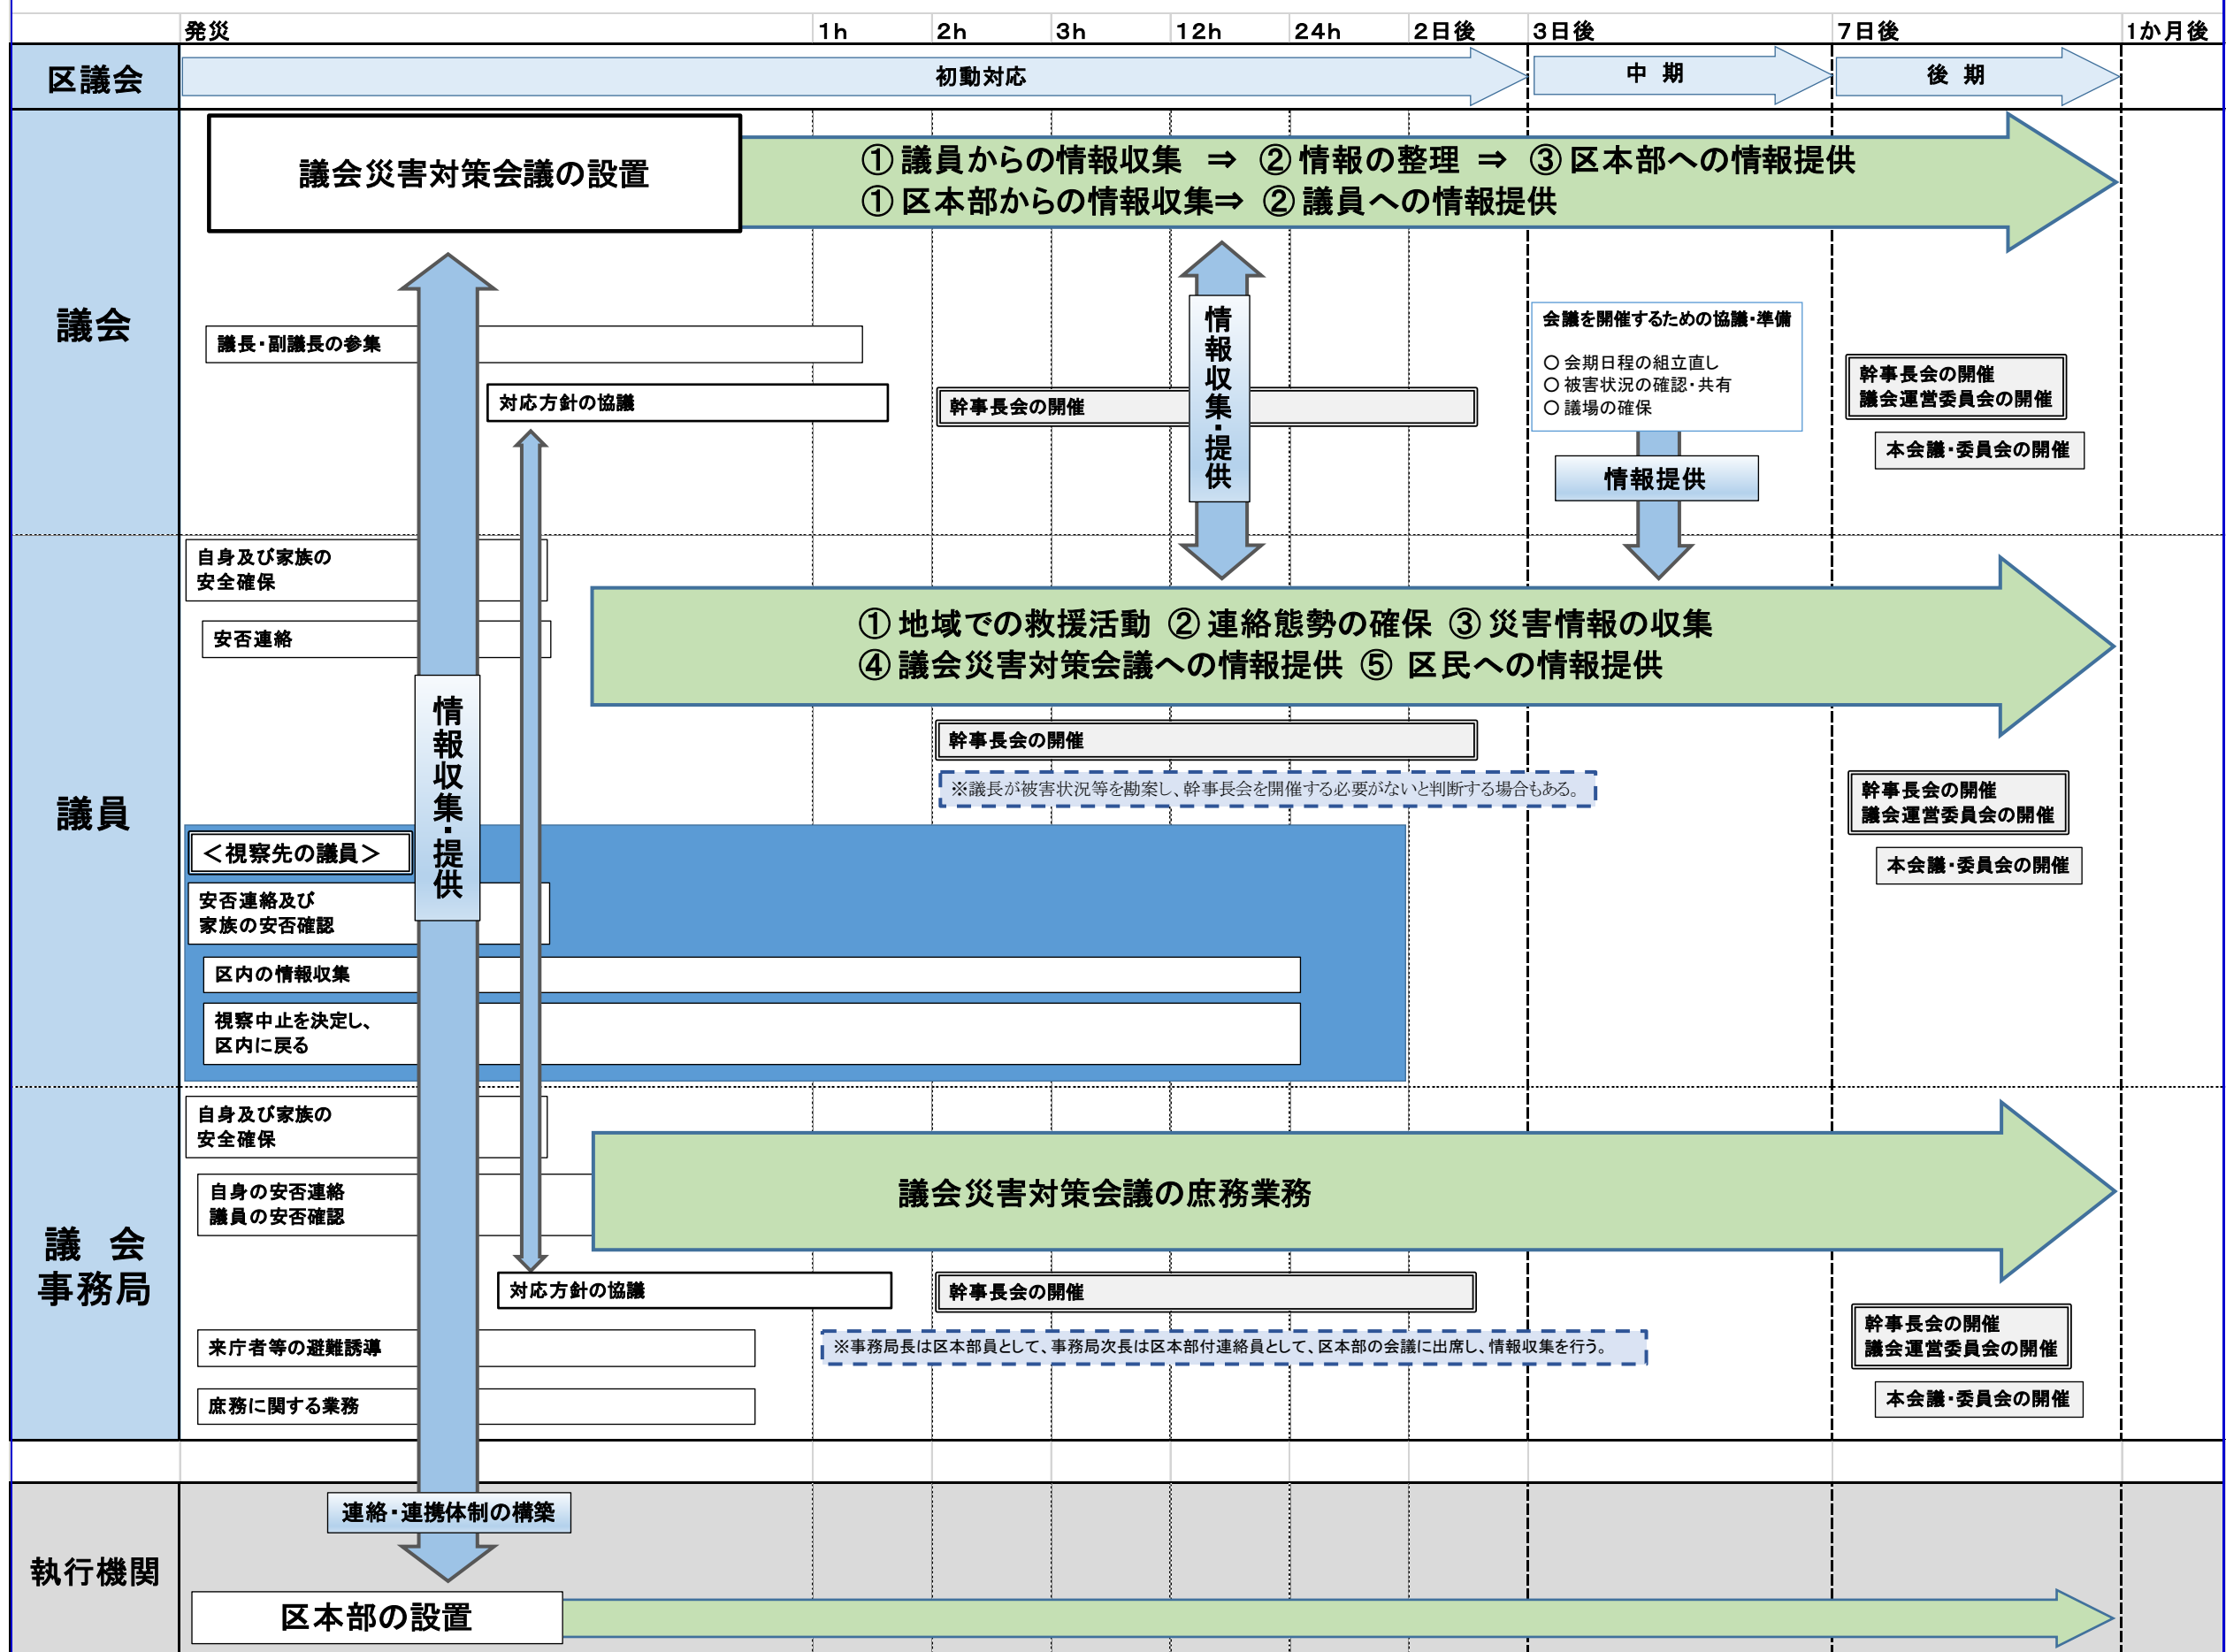 発災
1h
2h
3h
12h
24h
2日後
3日後
7日後
1か月後
区議会
初動対応
中 期
後 期
議会
議会災害対策会議の設置
①議員からの情報収集 ⇒ ②情報の整理 ⇒ ③区本部への情報提供
①区本部からの情報収集⇒ ②議員への情報提供
議長・副議長の参集
対応方針の協議
幹事長会の開催
情報収集・提供
会議を開催するための協議・準備
○会期日程の組立直し
○被害状況の確認・共有
○議場の確保
情報提供
幹事長会の開催
議会運営委員会の開催
本会議・委員会の開催
議員
自身及び家族の
安全確保
安否連絡
①地域での救援活動 ②連絡態勢の確保 ③災害情報の収集
④議会災害対策会議への情報提供 ⑤ 区民への情報提供
情報収集・提供
幹事長会の開催
※議長が被害状況等を勘案し、幹事長会を開催する必要がないと判断する場合もある。
幹事長会の開催
議会運営委員会の開催
本会議・委員会の開催
＜視察先の議員＞
安否連絡及び
家族の安否確認
区内の情報収集
視察中止を決定し、
区内に戻る
議 会
事務局
自身及び家族の
安全確保
自身の安否連絡
議員の安否確認
議会災害対策会議の庶務業務
対応方針の協議
幹事長会の開催
来庁者等の避難誘導
※事務局長は区本部員として、事務局次長は区本部付連絡員として、区本部の会議に出席し、情報収集を行う。
庶務に関する業務
幹事長会の開催
議会運営委員会の開催
本会議・委員会の開催
執行機関
連絡・連携体制の構築
区本部の設置